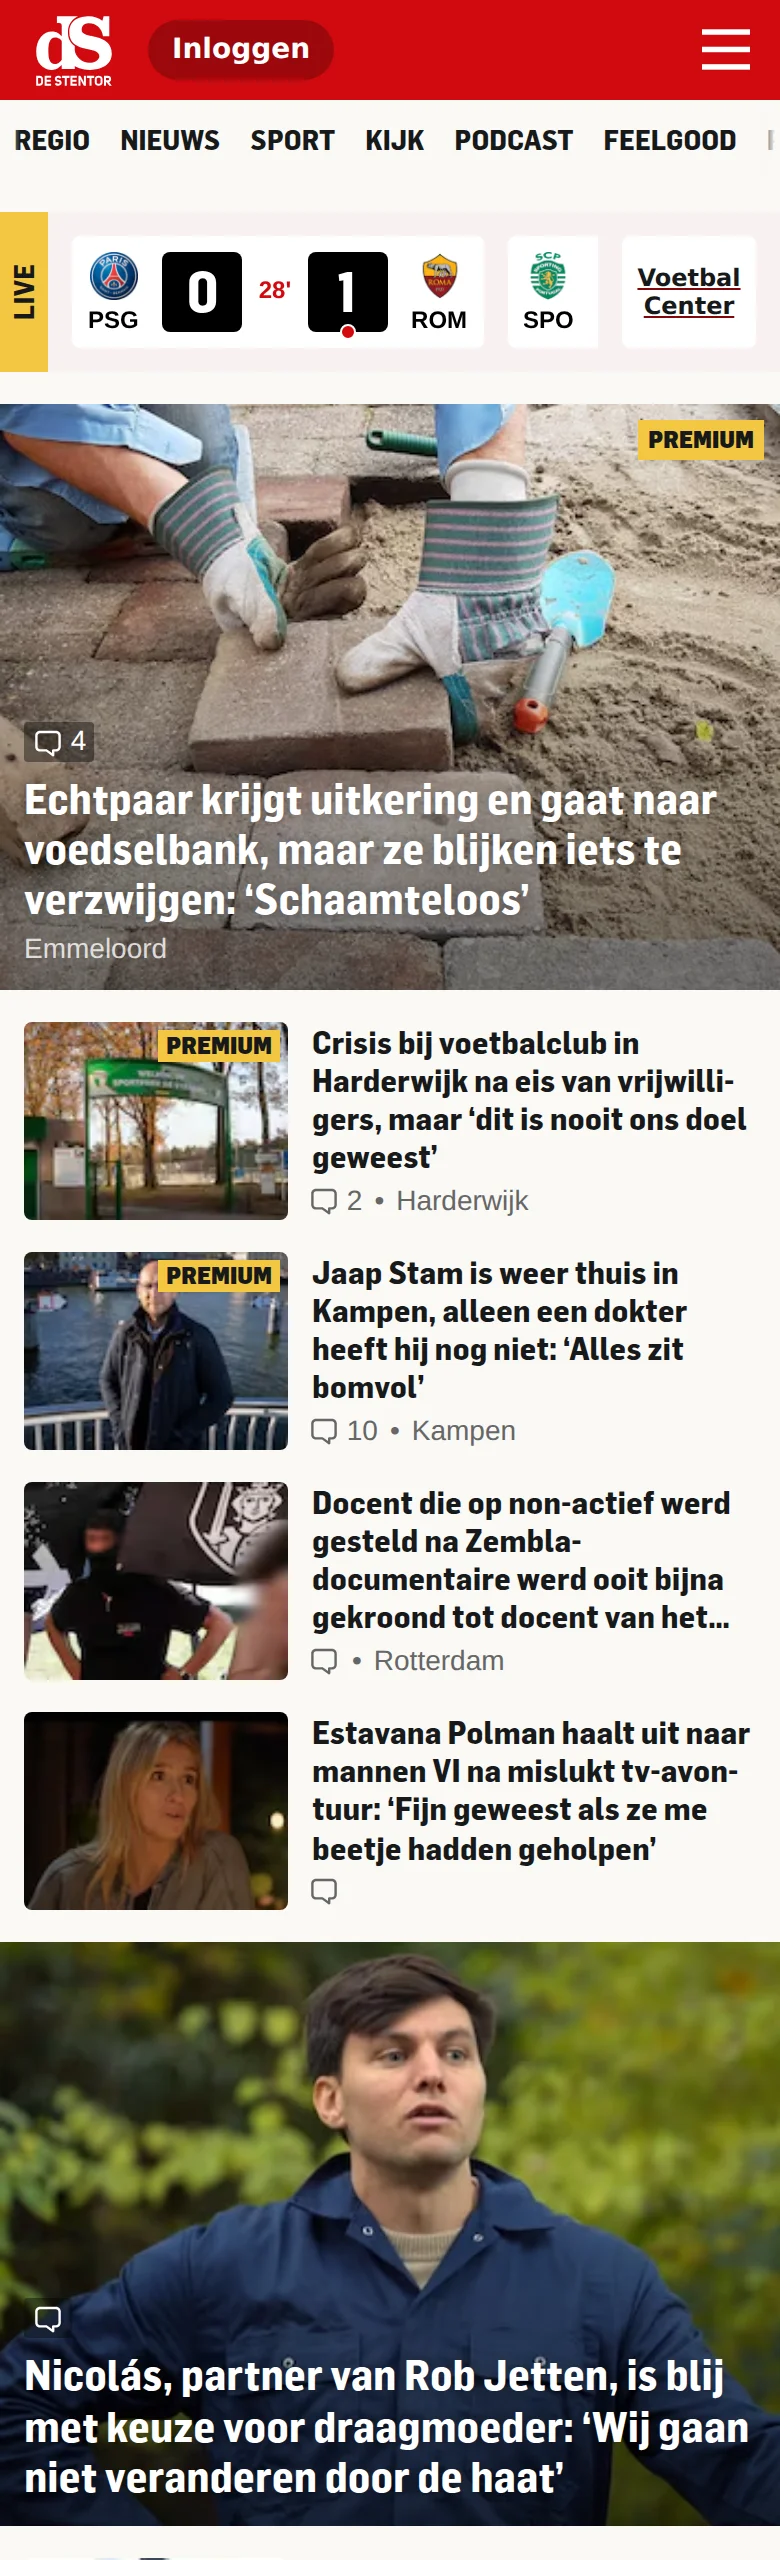 dS
DE STENTOR
Inloggen
REGIO NIEUWS SPORT KIJK PODCAST FEELGOOD
LIVE
PARIS
PSG
0
28'
1
ROMA
ROM
SCP
SPO
Voetbal
Center
PREMIUM
4
Echtpaar krijgt uitkering en gaat naar
voedselbank, maar ze blijken iets te
verzwijgen: ‘Schaamteloos’
Emmeloord
PREMIUM
Crisis bij voetbalclub in
Harderwijk na eis van vrijwilli-
gers, maar ‘dit is nooit ons doel
geweest’
2 • Harderwijk
PREMIUM
Jaap Stam is weer thuis in
Kampen, alleen een dokter
heeft hij nog niet: ‘Alles zit
bomvol’
10 • Kampen
Docent die op non-actief werd
gesteld na Zembla-
documentaire werd ooit bijna
gekroond tot docent van het...
• Rotterdam
Estavana Polman haalt uit naar
mannen VI na mislukt tv-avon-
tuur: ‘Fijn geweest als ze me
beetje hadden geholpen’
Nicolás, partner van Rob Jetten, is blij
met keuze voor draagmoeder: ‘Wij gaan
niet veranderen door de haat’